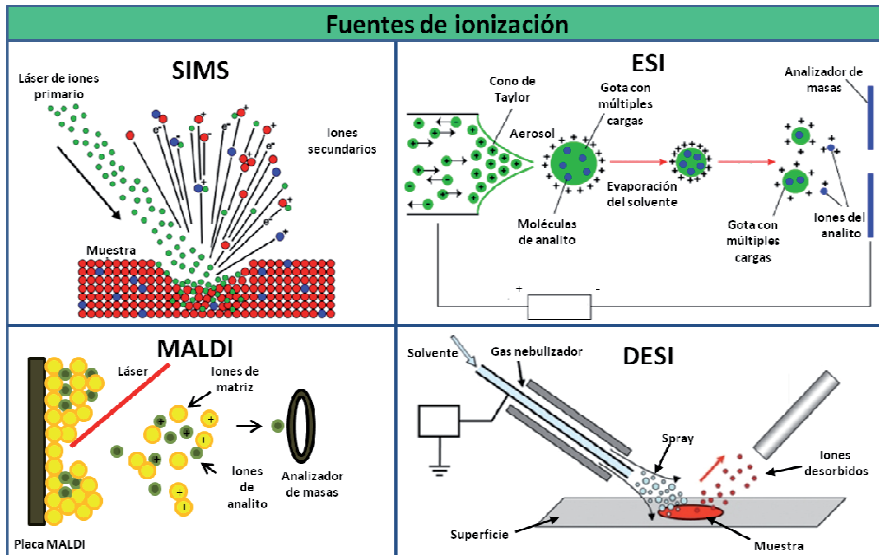 Fuentes de ionización
SIMS
Láser de iones
primario
Iones
secundarios
Muestra
e-
e-
e-
e-
ESI
Cono de
Taylor
Aerosol
Gota con
múltiples
cargas
Analizador de
masas
Evaporación
del solvente
Moléculas
de analito
Gota con
múltiples
cargas
Iones del
analito
+
-
MALDI
Láser
Iones de
matriz
Iones
de
analito
Analizador
de masas
Placa MALDI
DESI
Solvente
Gas nebulizador
Spray
Iones
desorbidos
Superficie
Muestra